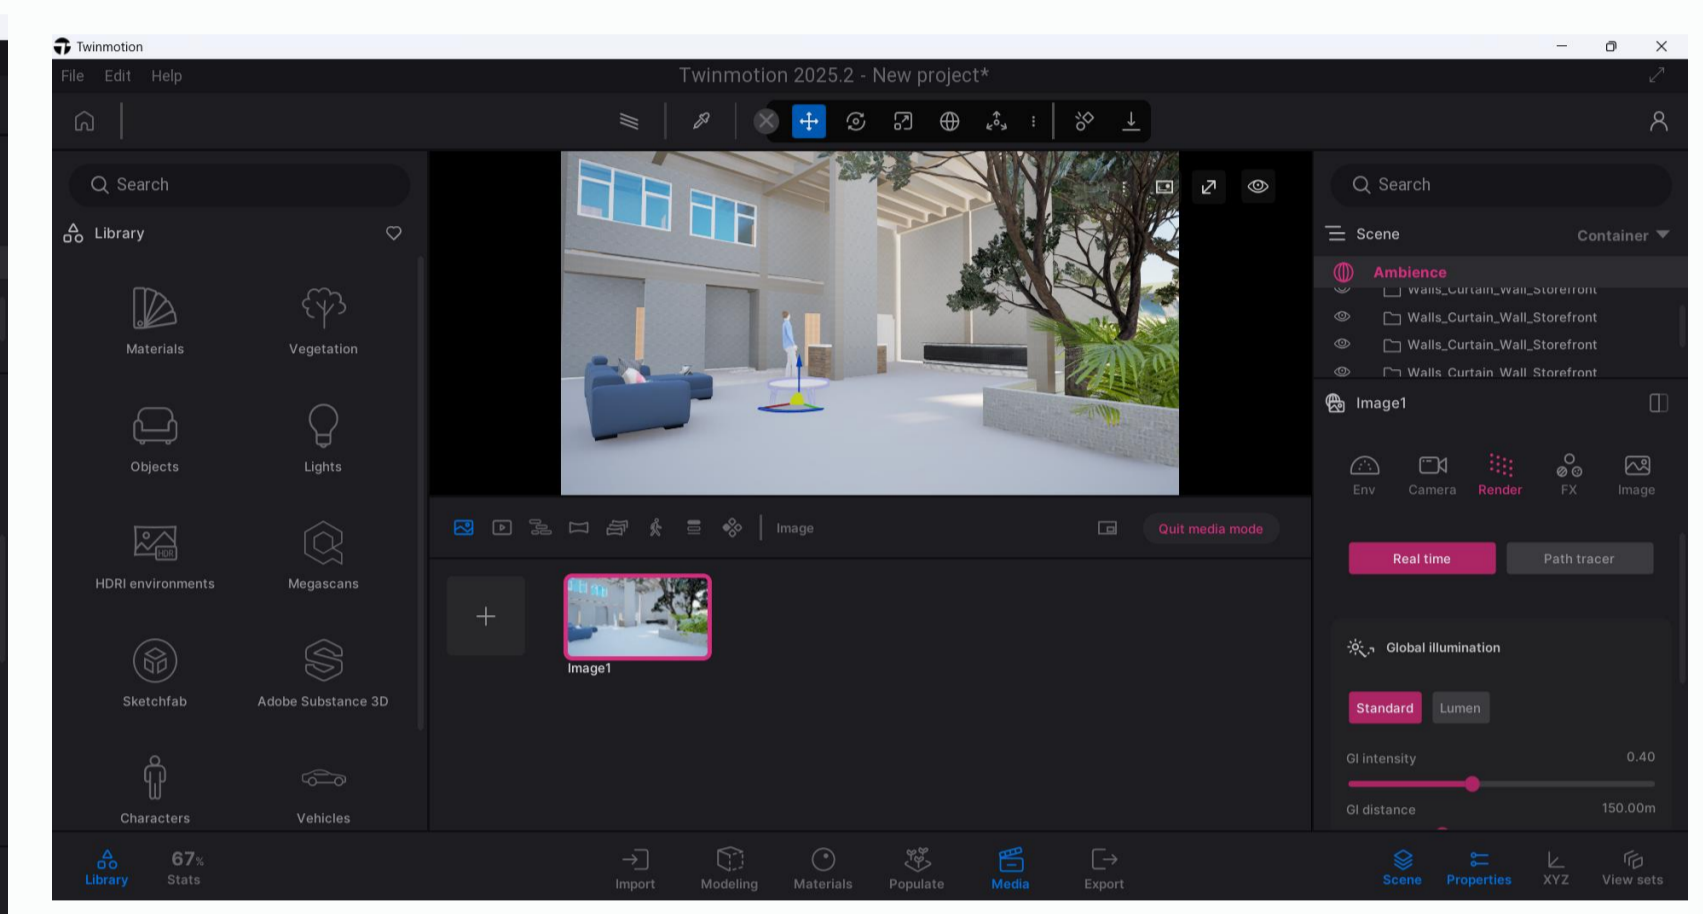 Twinmotion
File Edit Help
Twinmotion 2025.2 - New project*
Search
Library
Materials
Vegetation
Objects
Lights
HDR
HDRI environments
Megascans
Sketchfab
Adobe Substance 3D
Characters
Vehicles
Image
Quit media mode
Image1
Search
Scene
Container
Ambience
Walls_Curtain_Wall_Storefront
Walls_Curtain_Wall_Storefront
Walls_Curtain_Wall_Storefront
Walls_Curtain_Wall_Storefront
Image1
Env Camera Render FX Image
Real time Path tracer
Global illumination
Standard Lumen
GI intensity 0.40
GI distance 150.00m
Library
67%
Stats
Import Modeling Materials Populate Media Export
Scene Properties XYZ View sets